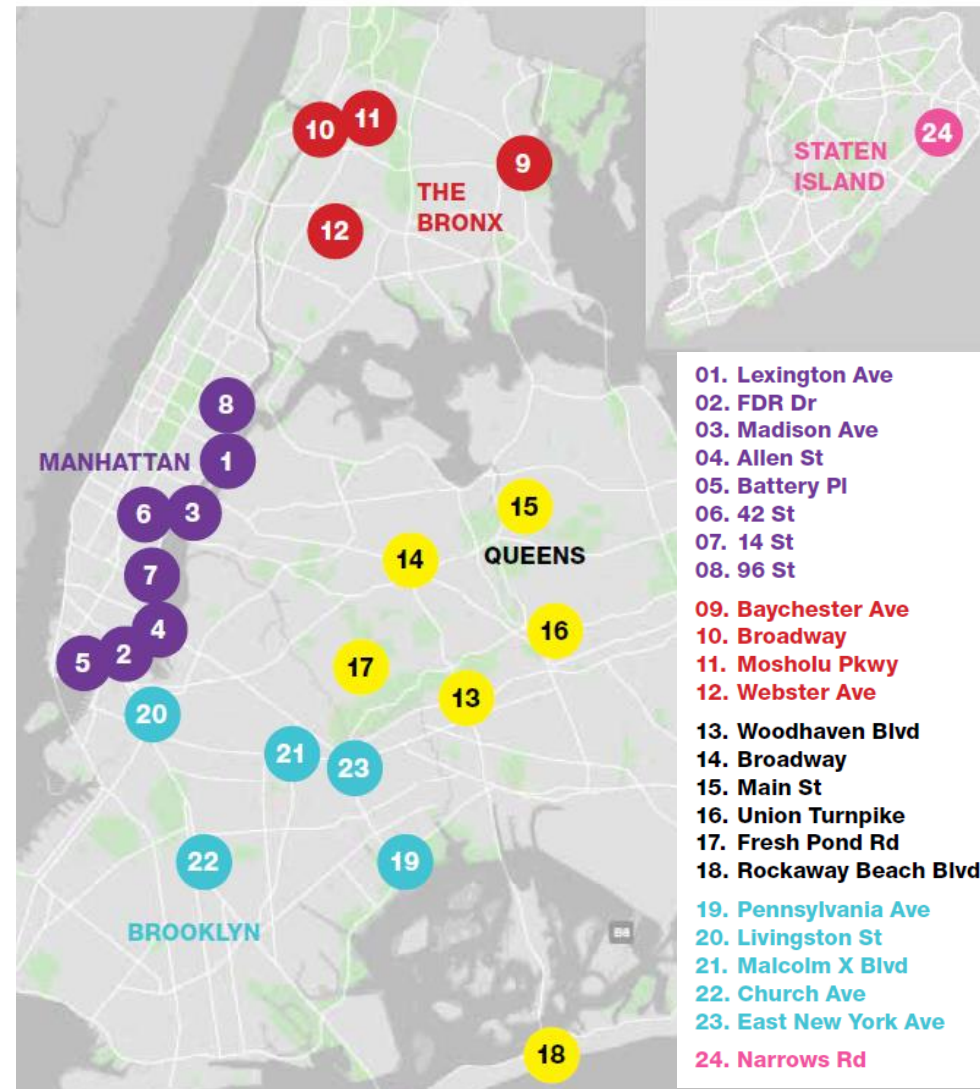 10
11
9
THE
BRONX
12
STATEN
ISLAND
24
8
MANHATTAN
1
6
3
15
14
QUEENS
7
4
16
5
2
17
13
20
21
23
22
19
BROOKLYN
18
01. Lexington Ave
02. FDR Dr
03. Madison Ave
04. Allen St
05. Battery Pl
06. 42 St
07. 14 St
08. 96 St
09. Baychester Ave
10. Broadway
11. Mosholu Pkwy
12. Webster Ave
13. Woodhaven Blvd
14. Broadway
15. Main St
16. Union Turnpike
17. Fresh Pond Rd
18. Rockaway Beach Blvd
19. Pennsylvania Ave
20. Livingston St
21. Malcolm X Blvd
22. Church Ave
23. East New York Ave
24. Narrows Rd